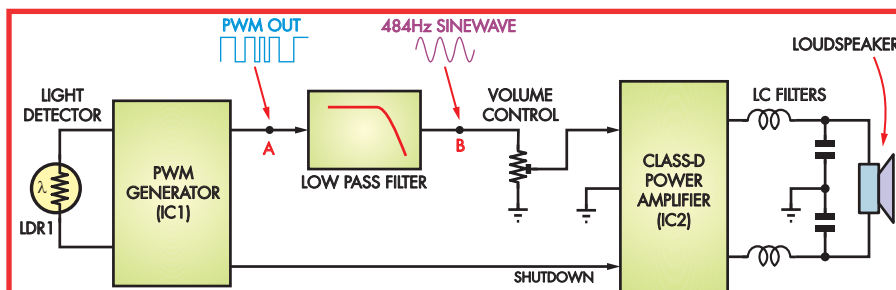 PWM OUT
484Hz SINEWAVE
LOUDSPEAKER
LIGHT
DETECTOR
VOLUME
CONTROL
LC FILTERS
A
B
λ
PWM
GENERATOR
(IC1)
LOW PASS FILTER
CLASS-D
POWER
AMPLIFIER
(IC2)
LDR1
SHUTDOWN